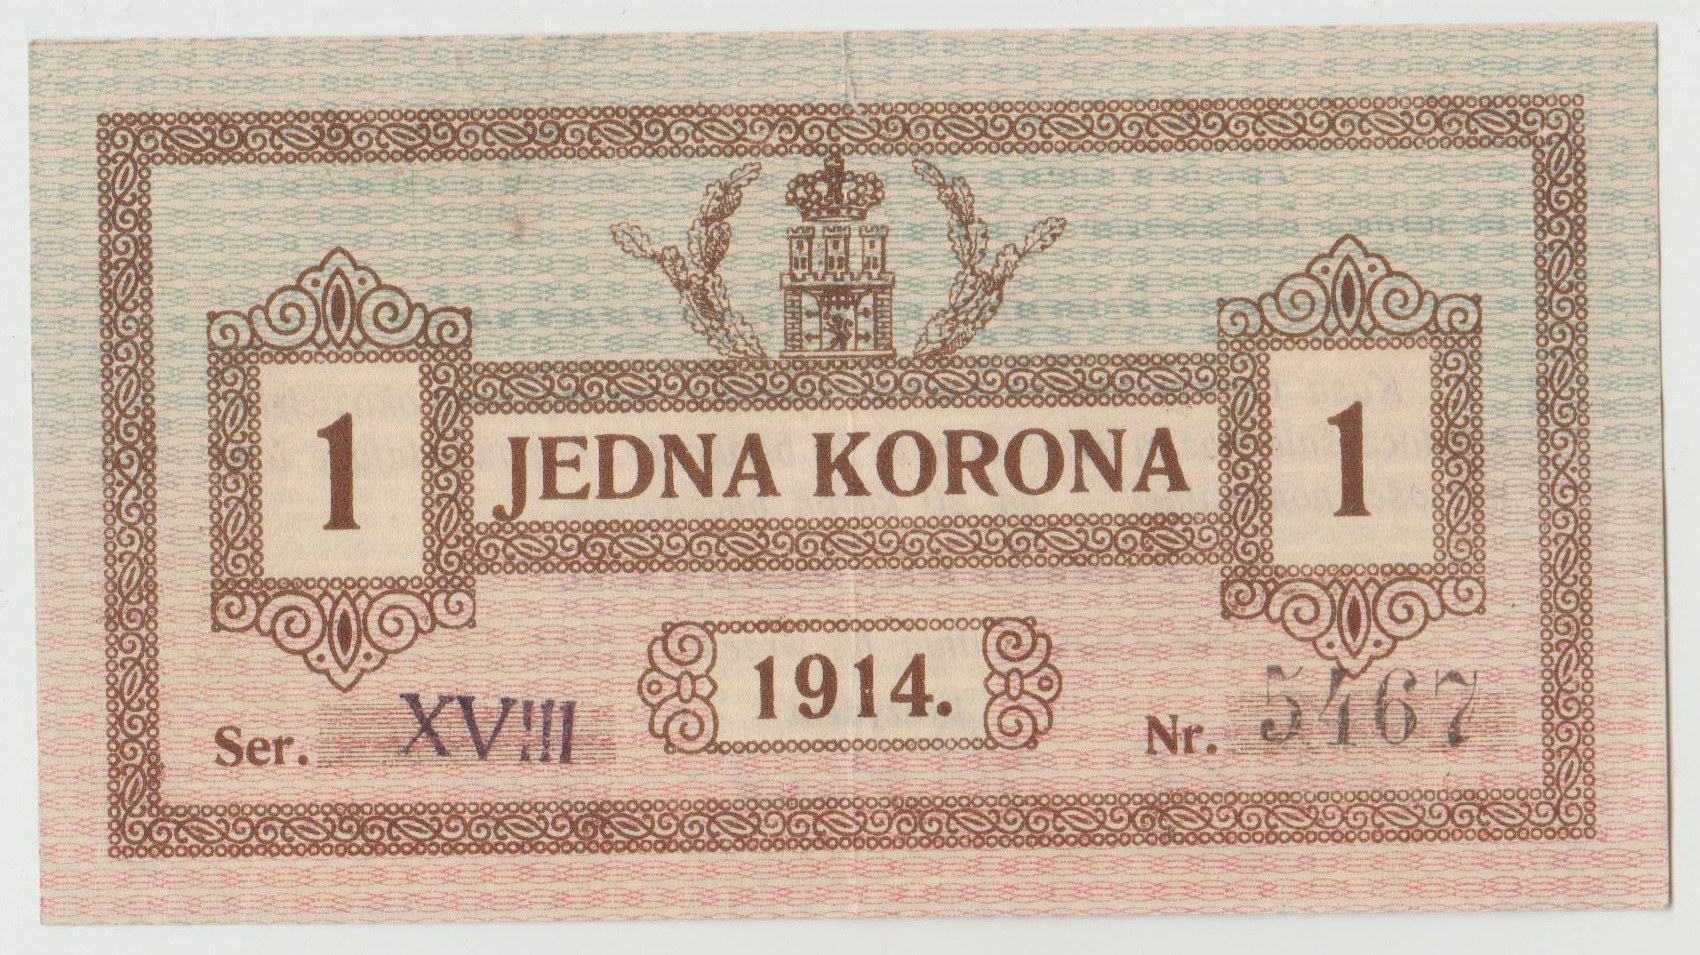 1
JEDNA KORONA
1
1914.
Ser. XVIII
Nr. 5467